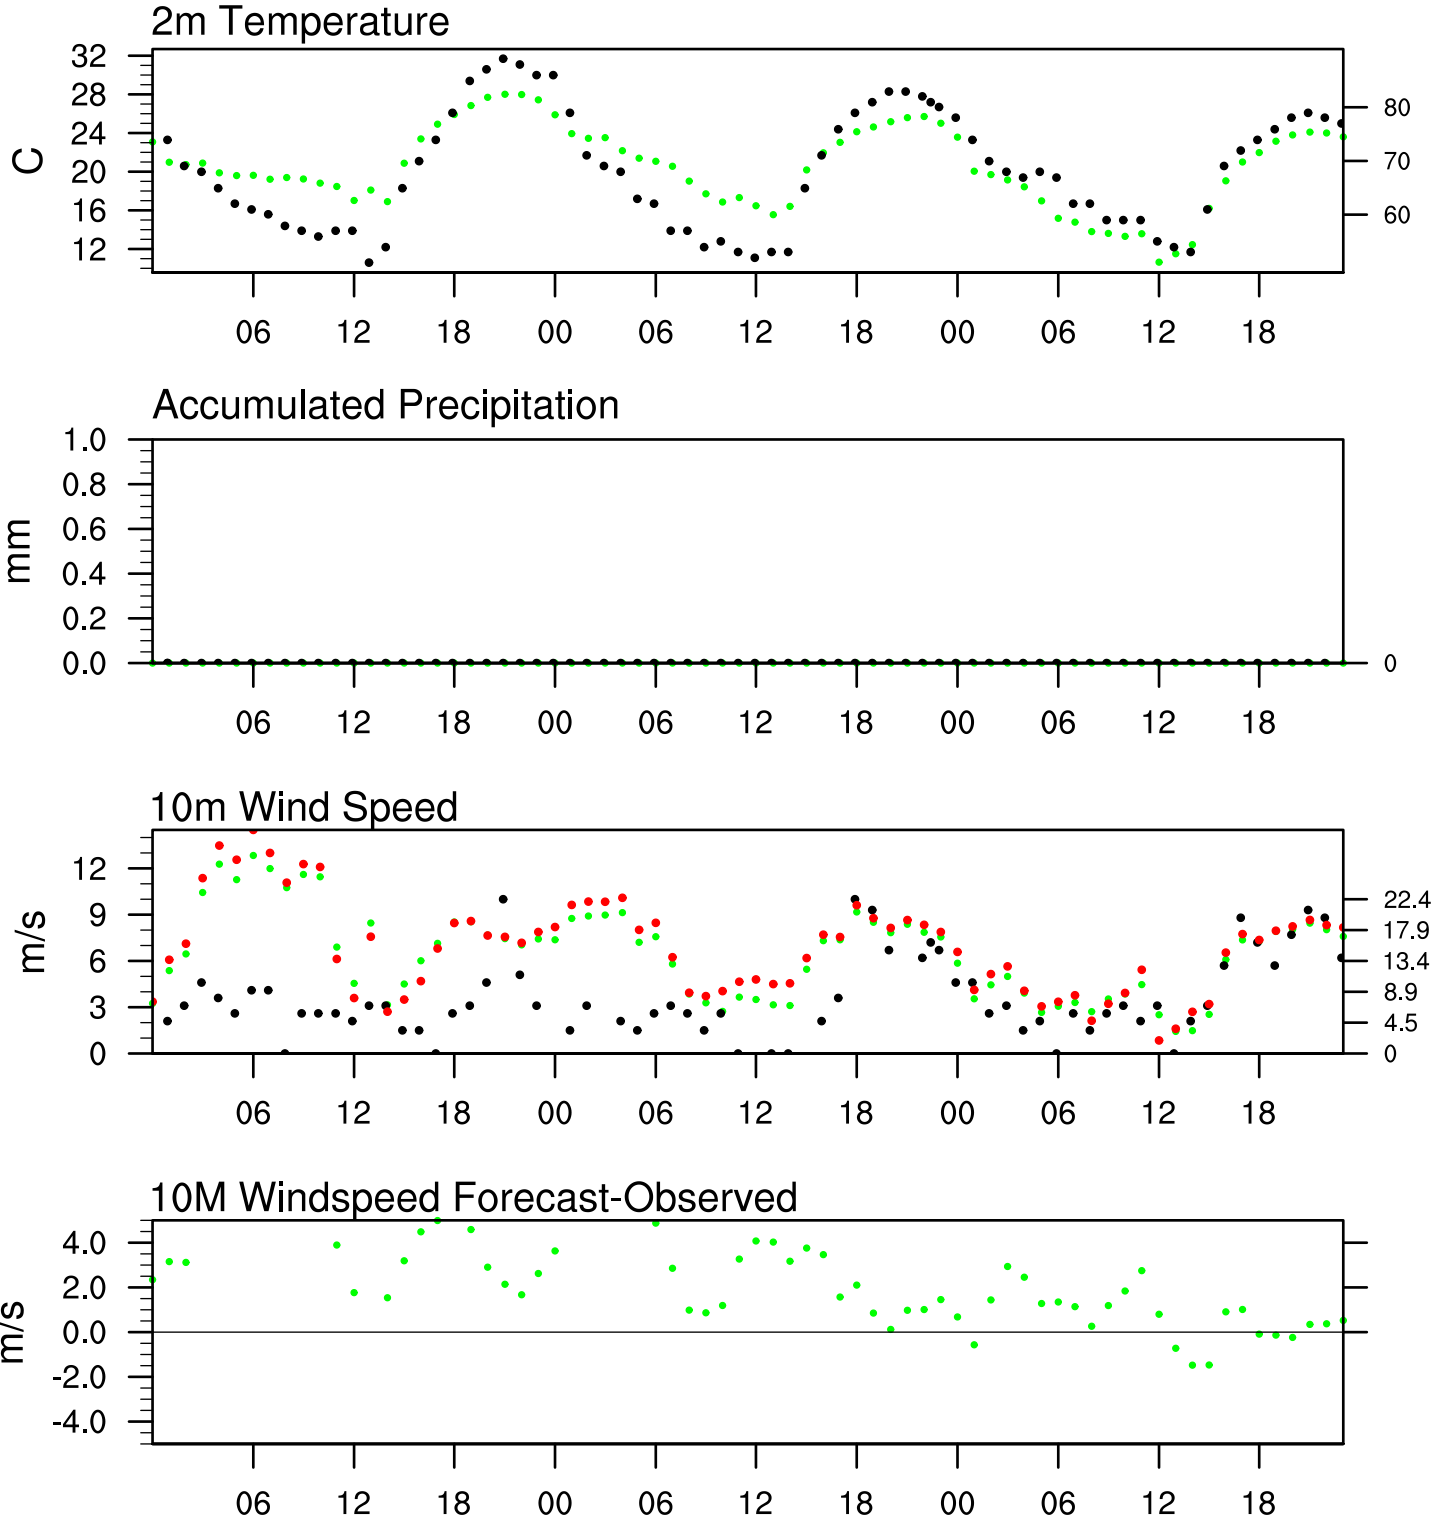 2m Temperature
32
28
24
20
16
12
C
80
70
60
06 12 18 00 06 12 18 00 06 12 18
Accumulated Precipitation
1.0
0.8
0.6
0.4
0.2
0.0
mm
0
06 12 18 00 06 12 18 00 06 12 18
10m Wind Speed
12
9
6
3
0
m/s
22.4
17.9
13.4
8.9
4.5
0
06 12 18 00 06 12 18 00 06 12 18
10M Windspeed Forecast-Observed
4.0
2.0
0.0
-2.0
-4.0
m/s
06 12 18 00 06 12 18 00 06 12 18